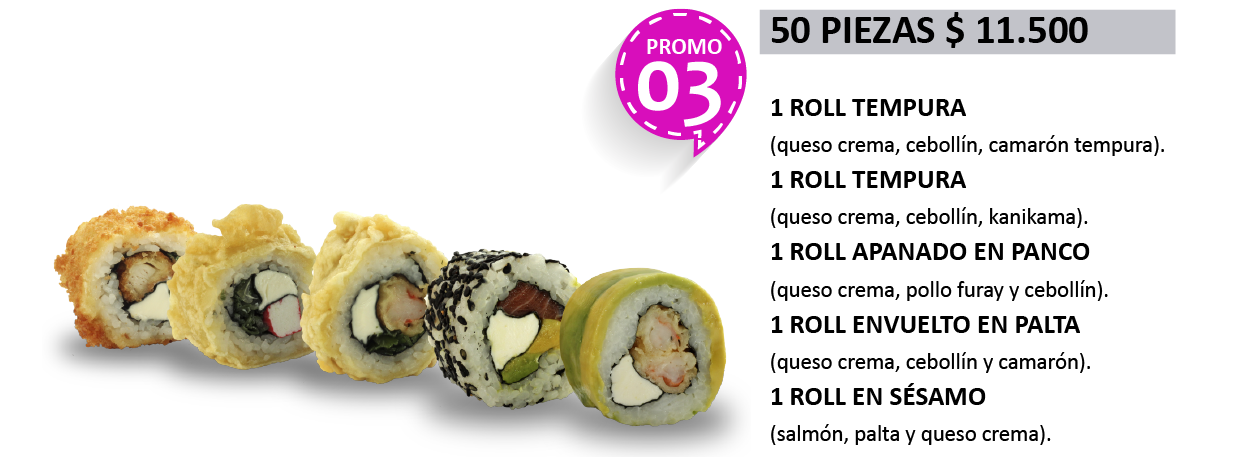 PROMO
03
1
50 PIEZAS $ 11.500
1 ROLL TEMPURA
(queso crema, cebollín, camarón tempura).
1 ROLL TEMPURA
(queso crema, cebollín, kanikama).
1 ROLL APANADO EN PANCO
(queso crema, pollo furay y cebollín).
1 ROLL ENVUELTO EN PALTA
(queso crema, cebollín y camarón).
1 ROLL EN SÉSAMO
(salmón, palta y queso crema).